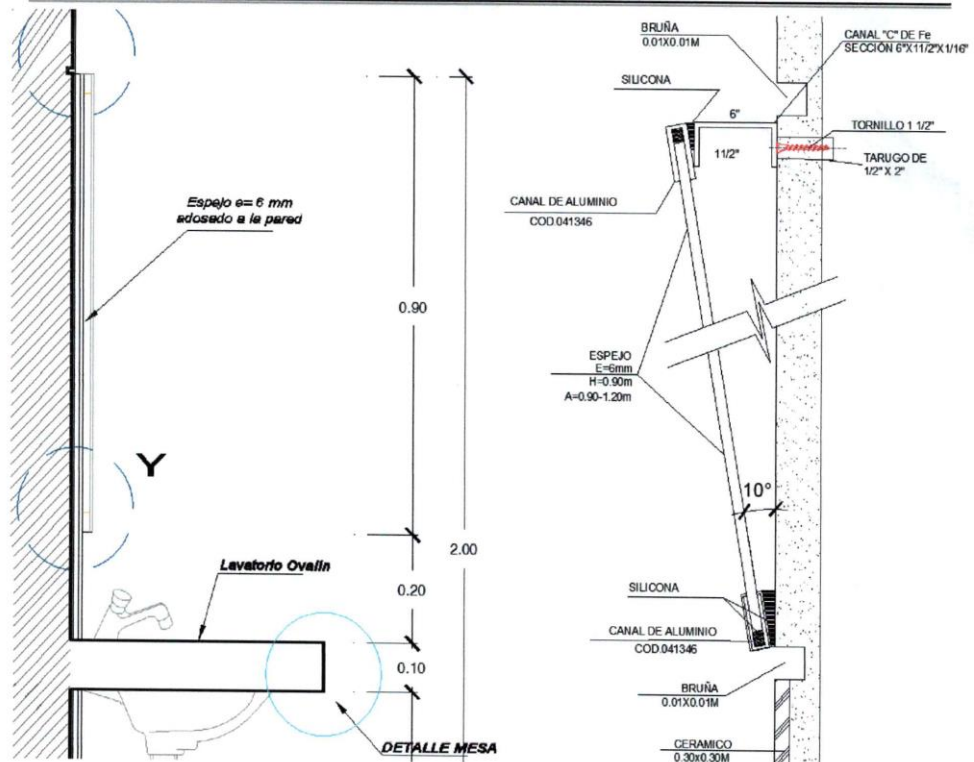 Espejo e= 6 mm
adosado a la pared
0.90
Y
2.00
Lavatorio Ovalin
0.20
0.10
DETALLE MESA
BRUÑA
0.01X0.01M
CANAL "C" DE Fe
SECCIÓN 6"X11/2"X1/16"
SILICONA
6"
TORNILLO 1 1/2"
11/2"
TARUGO DE
1/2" X 2"
CANAL DE ALUMINIO
COD.041346
ESPEJO
E=6mm
H=0.90m
A=0.90-1.20m
10°
SILICONA
CANAL DE ALUMINIO
COD.041346
BRUÑA
0.01X0.01M
CERAMICO
0.30x0.30M